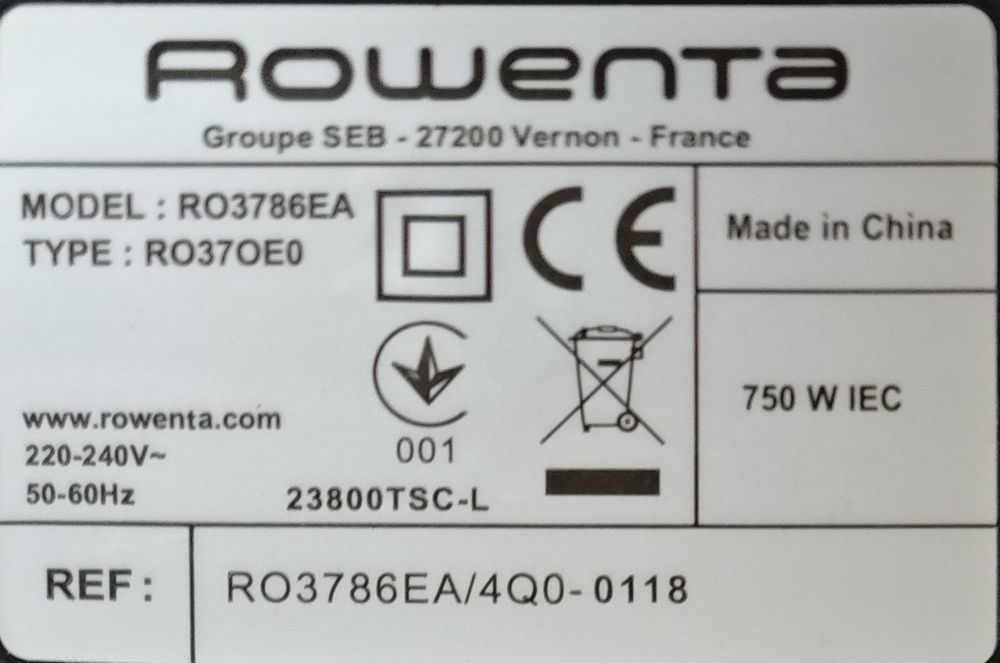 Rowenta
Groupe SEB - 27200 Vernon - France
MODEL : RO3786EA
TYPE : RO37OE0
CE
Made in China
750 W IEC
www.rowenta.com
220-240V~
50-60Hz
001
23800TSC-L
REF :
RO3786EA/4Q0-0118